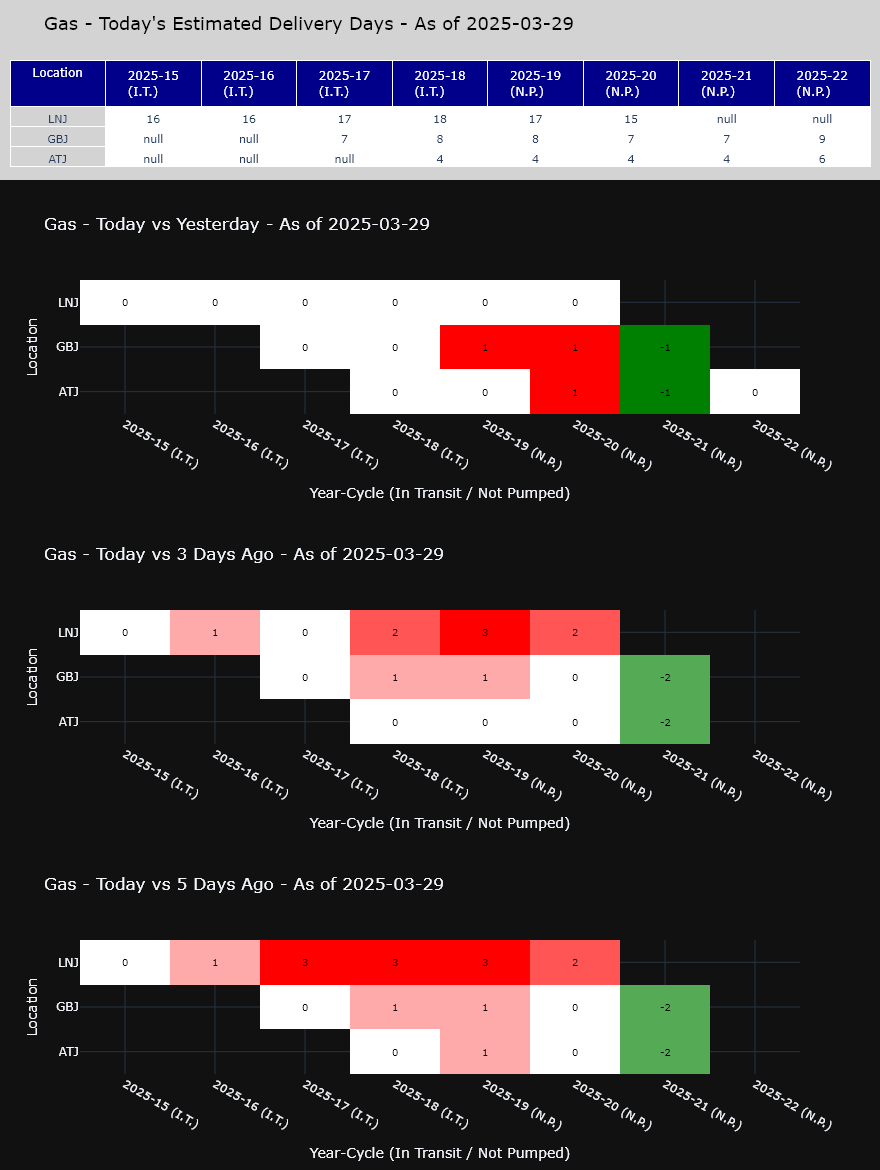 Gas - Today's Estimated Delivery Days - As of 2025-03-29
Location 2025-15 (I.T.) 2025-16 (I.T.) 2025-17 (I.T.) 2025-18 (I.T.) 2025-19 (N.P.) 2025-20 (N.P.) 2025-21 (N.P.) 2025-22 (N.P.)
LNJ 16 16 17 18 17 15 null null
GBJ null null 7 8 8 7 7 9
ATJ null null null 4 4 4 4 6
Gas - Today vs Yesterday - As of 2025-03-29
Location
LNJ 0 0 0 0 0 0
GBJ 0 0 1 1 -1
ATJ 0 0 1 -1 0
2025-15 (I.T.) 2025-16 (I.T.) 2025-17 (I.T.) 2025-18 (I.T.) 2025-19 (N.P.) 2025-20 (N.P.) 2025-21 (N.P.) 2025-22 (N.P.)
Year-Cycle (In Transit / Not Pumped)
Gas - Today vs 3 Days Ago - As of 2025-03-29
Location
LNJ 0 1 0 2 3 2
GBJ 0 1 1 0 -2
ATJ 0 0 0 -2
2025-15 (I.T.) 2025-16 (I.T.) 2025-17 (I.T.) 2025-18 (I.T.) 2025-19 (N.P.) 2025-20 (N.P.) 2025-21 (N.P.) 2025-22 (N.P.)
Year-Cycle (In Transit / Not Pumped)
Gas - Today vs 5 Days Ago - As of 2025-03-29
Location
LNJ 0 1 3 3 3 2
GBJ 0 1 1 0 -2
ATJ 0 1 0 -2
2025-15 (I.T.) 2025-16 (I.T.) 2025-17 (I.T.) 2025-18 (I.T.) 2025-19 (N.P.) 2025-20 (N.P.) 2025-21 (N.P.) 2025-22 (N.P.)
Year-Cycle (In Transit / Not Pumped)